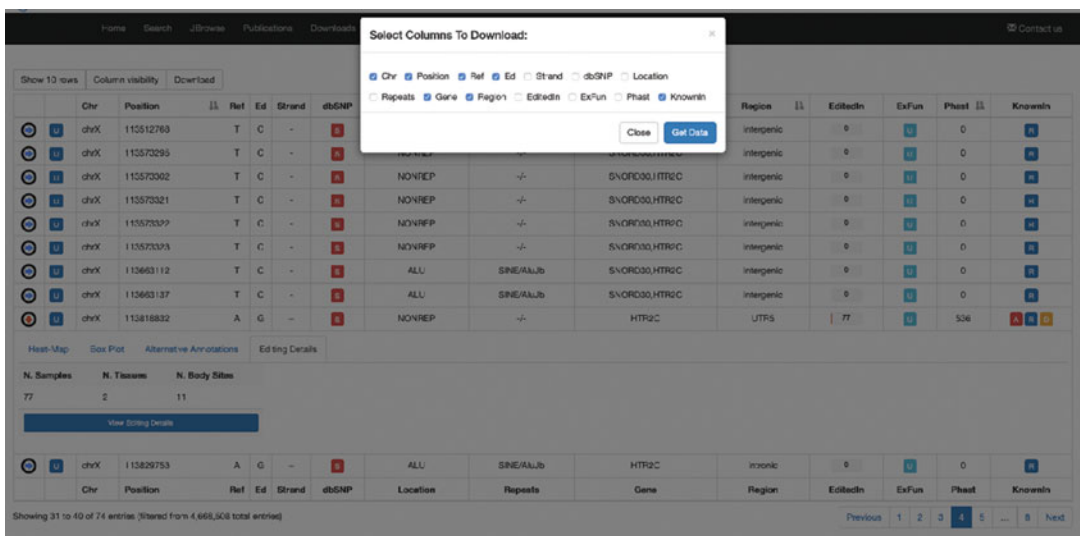 Home Search JBrowse Publications Downloads Contact us
Select Columns To Download: ×
Chr Position Ref Ed Strand dbSNP Location
Repeats Gene Region EditedIn ExFun Phast KnownIn
Close Get Data
Show 10 rows Column visibility Download
Chr Position Ref Ed Strand dbSNP Region EditedIn ExFun Phast KnownIn
chrX 113512768 T C - S intergenic 0 U 0 R
chrX 113573295 T C - S NONREP -/- SNORD30,HTR2C intergenic 0 U 0 R
chrX 113573302 T C - S NONREP -/- SNORD30,HTR2C intergenic 0 U 0 R
chrX 113573321 T C - S NONREP -/- SNORD30,HTR2C intergenic 0 U 0 R
chrX 113573322 T C - S NONREP -/- SNORD30,HTR2C intergenic 0 U 0 R
chrX 113573323 T C - S NONREP -/- SNORD30,HTR2C intergenic 0 U 0 R
chrX 113663112 T C - S ALU SINE/AluJb SNORD30,HTR2C intergenic 0 U 0 R
chrX 113663137 T C - S ALU SINE/AluJb SNORD30,HTR2C intergenic 0 U 0 R
chrX 113818832 A G - S NONREP -/- HTR2C UTR5 77 U 536 A R D
Heat-Map Box Plot Alternative Annotations Editing Details
N. Samples N. Tissues N. Body Sites
77 2 11
View Editing Details
chrX 113829753 A G - S ALU SINE/AluJb HTR2C intronic 0 U 0 R
Chr Position Ref Ed Strand dbSNP Location Repeats Gene Region EditedIn ExFun Phast KnownIn
Showing 31 to 40 of 74 entries (filtered from 4,668,508 total entries)
Previous 1 2 3 4 5 ... 8 Next